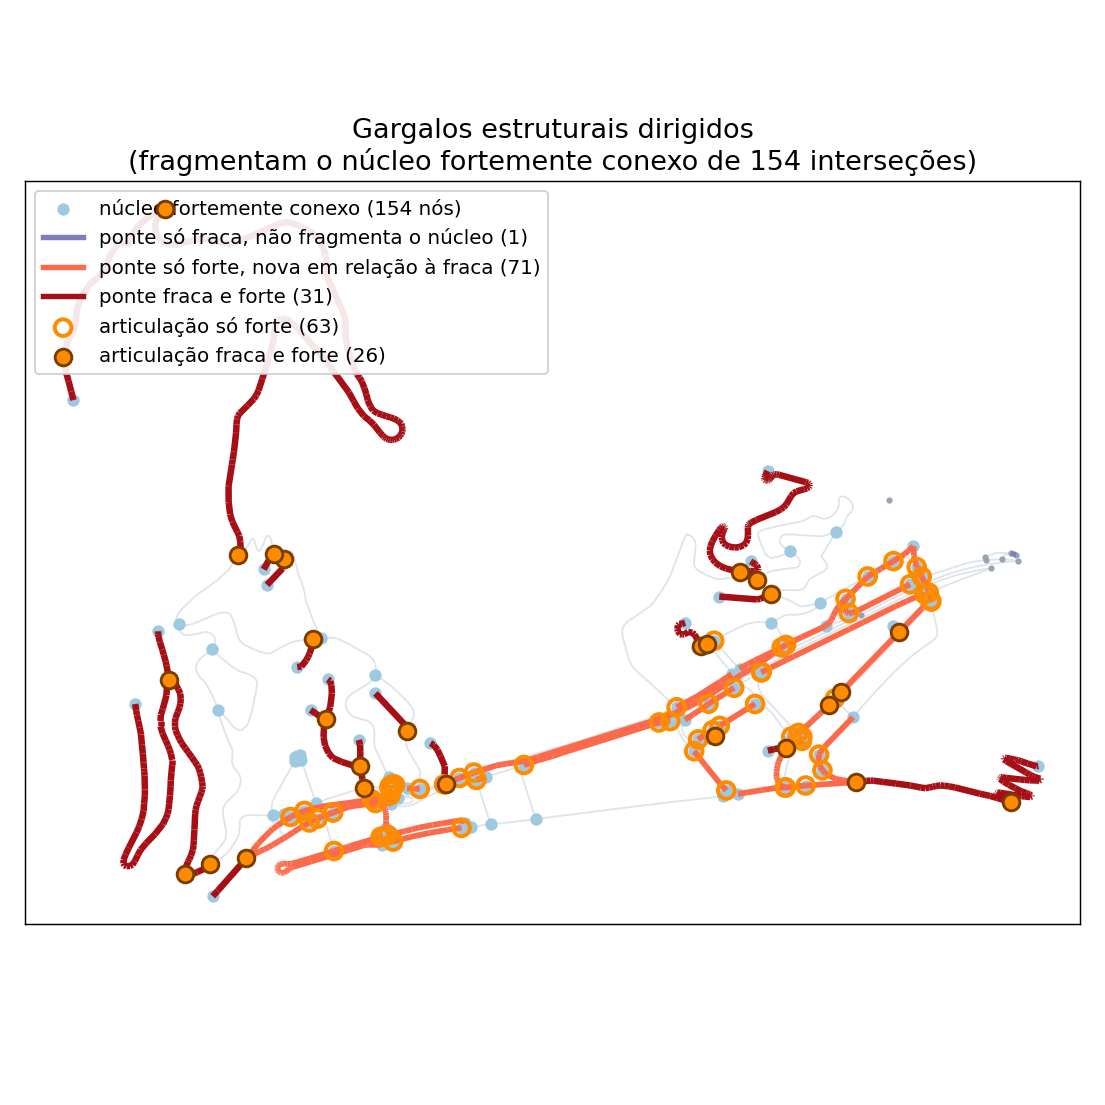 Gargalos estruturais dirigidos
(fragmentam o núcleo fortemente conexo de 154 interseções)
núcleo fortemente conexo (154 nós)
ponte só fraca, não fragmenta o núcleo (1)
ponte só forte, nova em relação à fraca (71)
ponte fraca e forte (31)
articulação só forte (63)
articulação fraca e forte (26)